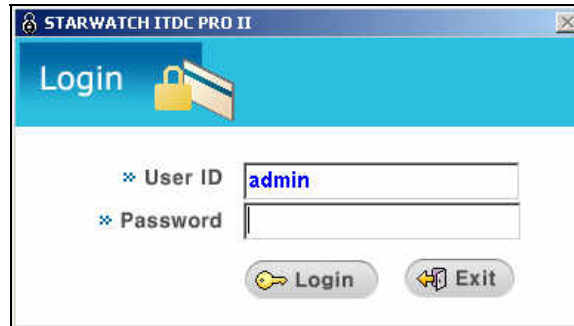 STARWATCH ITDC PRO II
Login
» User ID admin
» Password
Login Exit